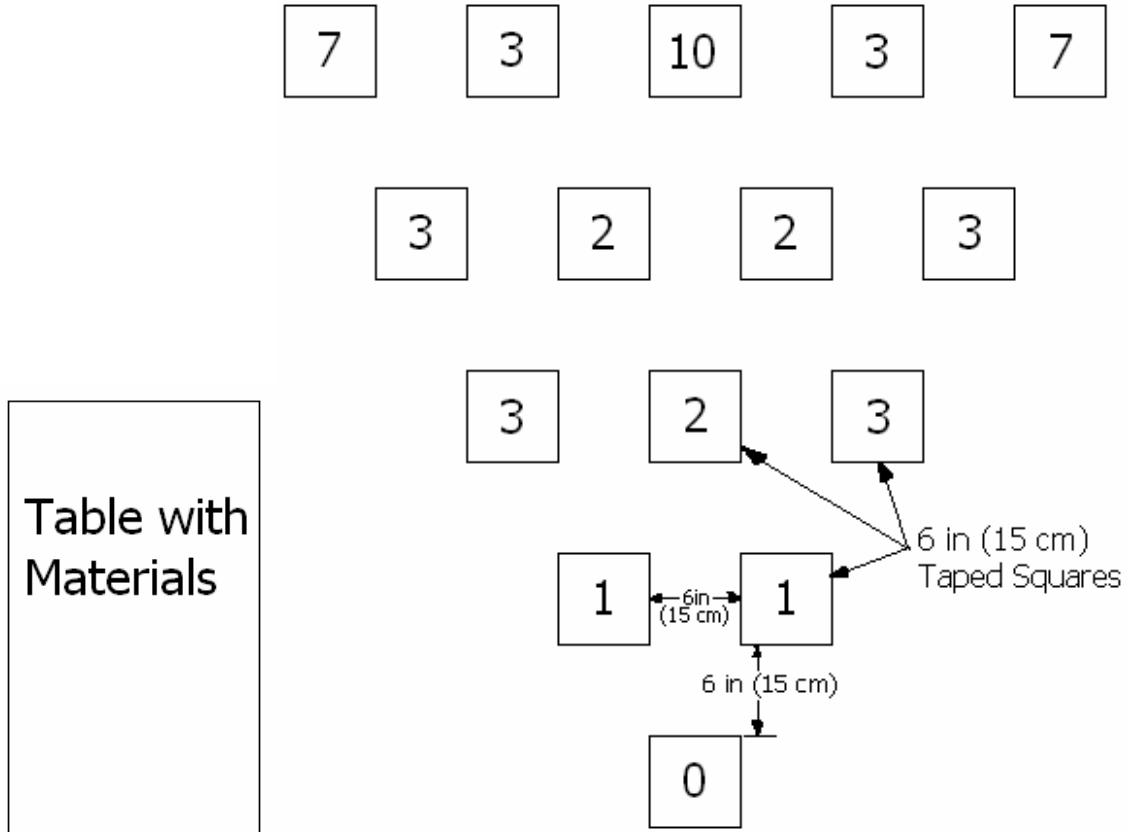 7 3 10 3 7
3 2 2 3
3 2 3
Table with
Materials
6 in (15 cm)
Taped Squares
1 6in 1
(15 cm)
6 in (15 cm)
0